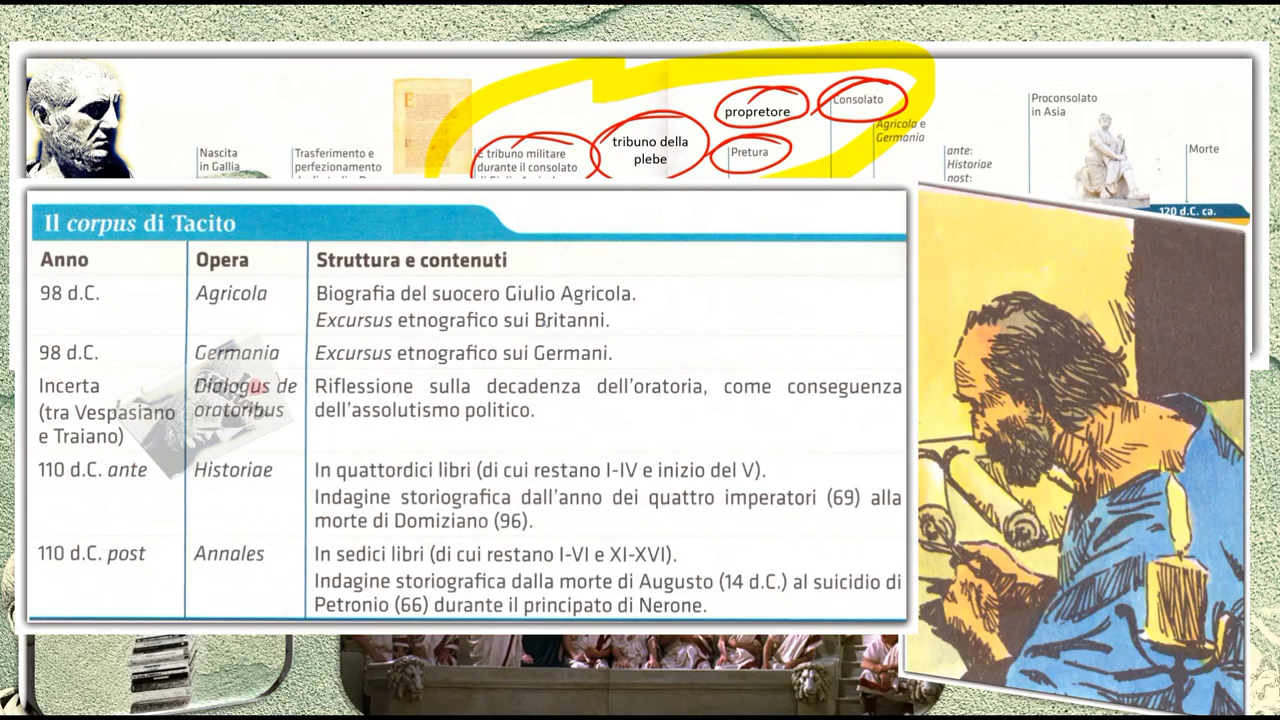 propretore
Consolato
tribuno della
plebe
Pretura
Agricola e
Germania
Proconsolato
in Asia
Nascita
in Gallia
Trasferimento e
perfezionamento
È tribuno militare
durante il consolato
ante:
Historiae
post:
Morte
120 d.C. ca.
Il corpus di Tacito
Anno Opera Struttura e contenuti
98 d.C. Agricola Biografia del suocero Giulio Agricola.
Excursus etnografico sui Britanni.
98 d.C. Germania Excursus etnografico sui Germani.
Incerta Dialogus de Riflessione sulla decadenza dell'oratoria, come conseguenza
(tra Vespasiano oratoribus dell'assolutismo politico.
e Traiano)
110 d.C. ante Historiae In quattordici libri (di cui restano I-IV e inizio del V).
Indagine storiografica dall'anno dei quattro imperatori (69) alla
morte di Domiziano (96).
110 d.C. post Annales In sedici libri (di cui restano I-VI e XI-XVI).
Indagine storiografica dalla morte di Augusto (14 d.C.) al suicidio di
Petronio (66) durante il principato di Nerone.